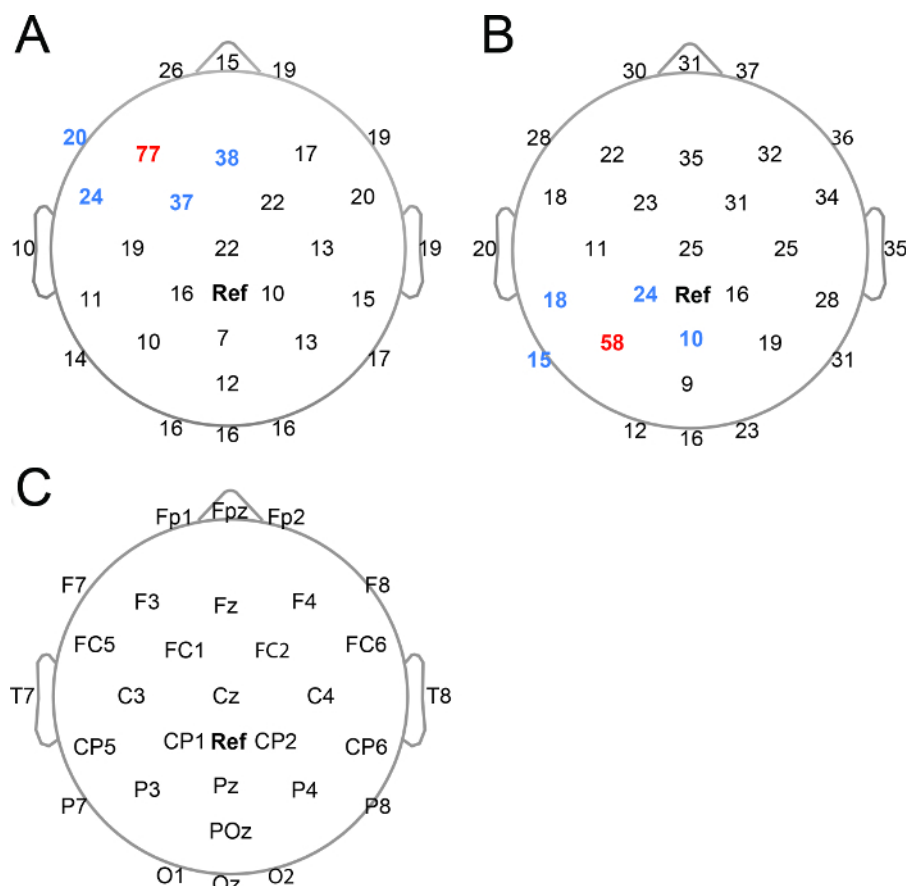 A
B
26 15 19
30 31 37
20 77 38 17 19
28 22 35 32 36
24 37 22 20
18 23 31 34
10 19 22 13 19
20 11 25 25 35
11 16 Ref 10 15
18 24 Ref 16 28
14 10 7 13 17
15 58 10 19 31
12
9
16 16 16
12 16 23
C
Fp1 Fpz Fp2
F7 F3 Fz F4 F8
FC5 FC1 FC2 FC6
T7 C3 Cz C4 T8
CP5 CP1 Ref CP2 CP6
P7 P3 Pz P4 P8
POz
O1 Oz O2